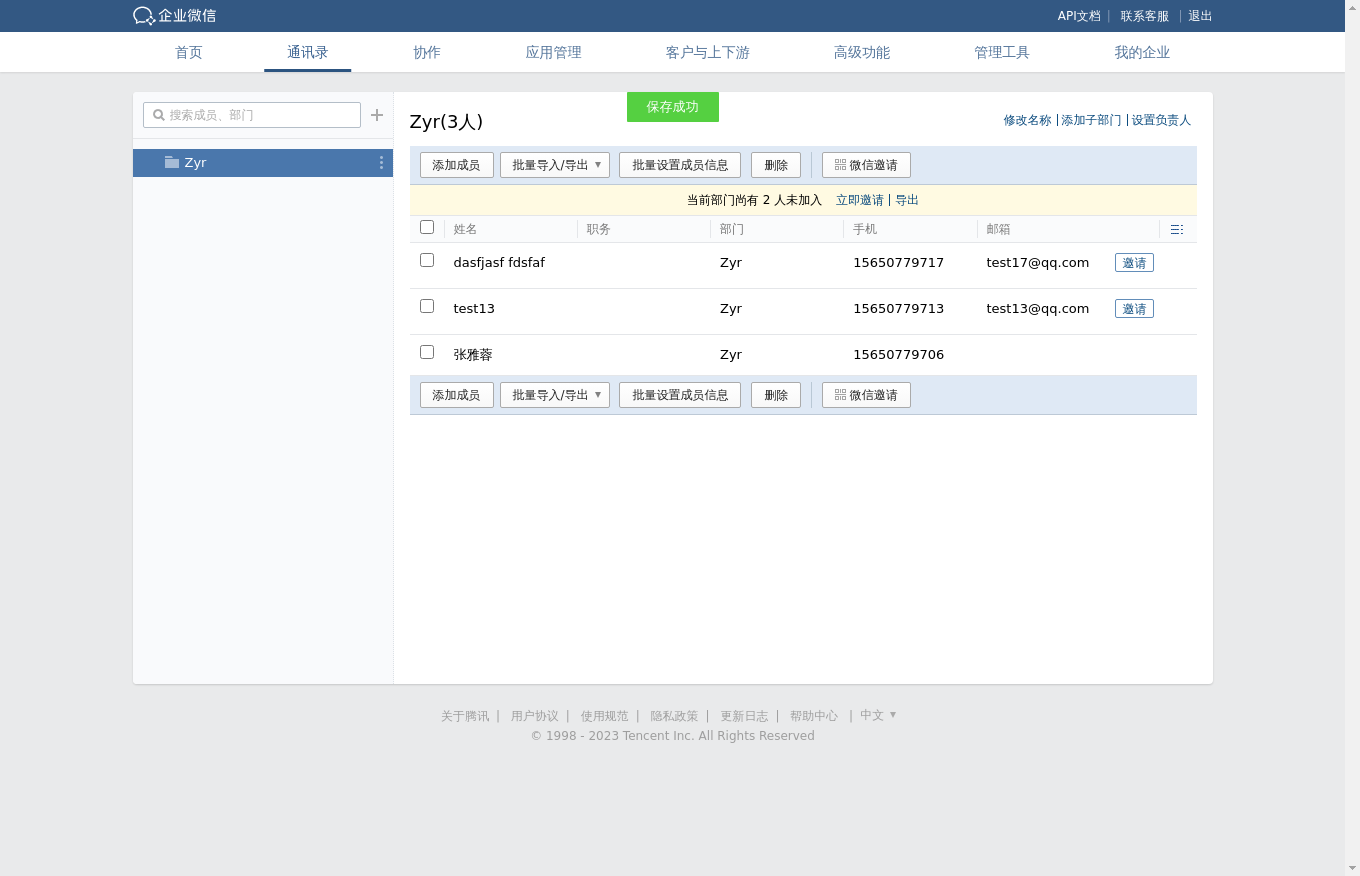 企业微信
API文档 | 联系客服 | 退出
首页 通讯录 协作 应用管理 客户与上下游 高级功能 管理工具 我的企业
搜索成员、部门
Zyr
保存成功
Zyr(3人)
修改名称 | 添加子部门 | 设置负责人
添加成员 批量导入/导出 批量设置成员信息 删除 微信邀请
当前部门尚有 2 人未加入 立即邀请 | 导出
姓名 职务 部门 手机 邮箱
dasfjasf fdsfaf Zyr 15650779717 test17@qq.com 邀请
test13 Zyr 15650779713 test13@qq.com 邀请
张雅蓉 Zyr 15650779706
添加成员 批量导入/导出 批量设置成员信息 删除 微信邀请
关于腾讯 | 用户协议 | 使用规范 | 隐私政策 | 更新日志 | 帮助中心 | 中文
© 1998 - 2023 Tencent Inc. All Rights Reserved